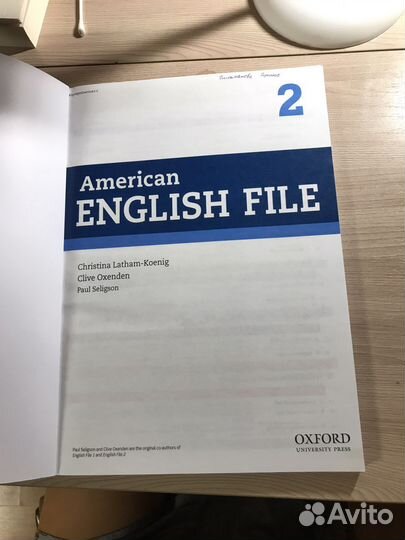 2
American
ENGLISH FILE
Christina Latham-Koenig
Clive Oxenden
Paul Seligson
Paul Seligson and Clive Oxenden are the original co-authors of
English File 1 and English File 2
OXFORD
UNIVERSITY PRESS
Avito